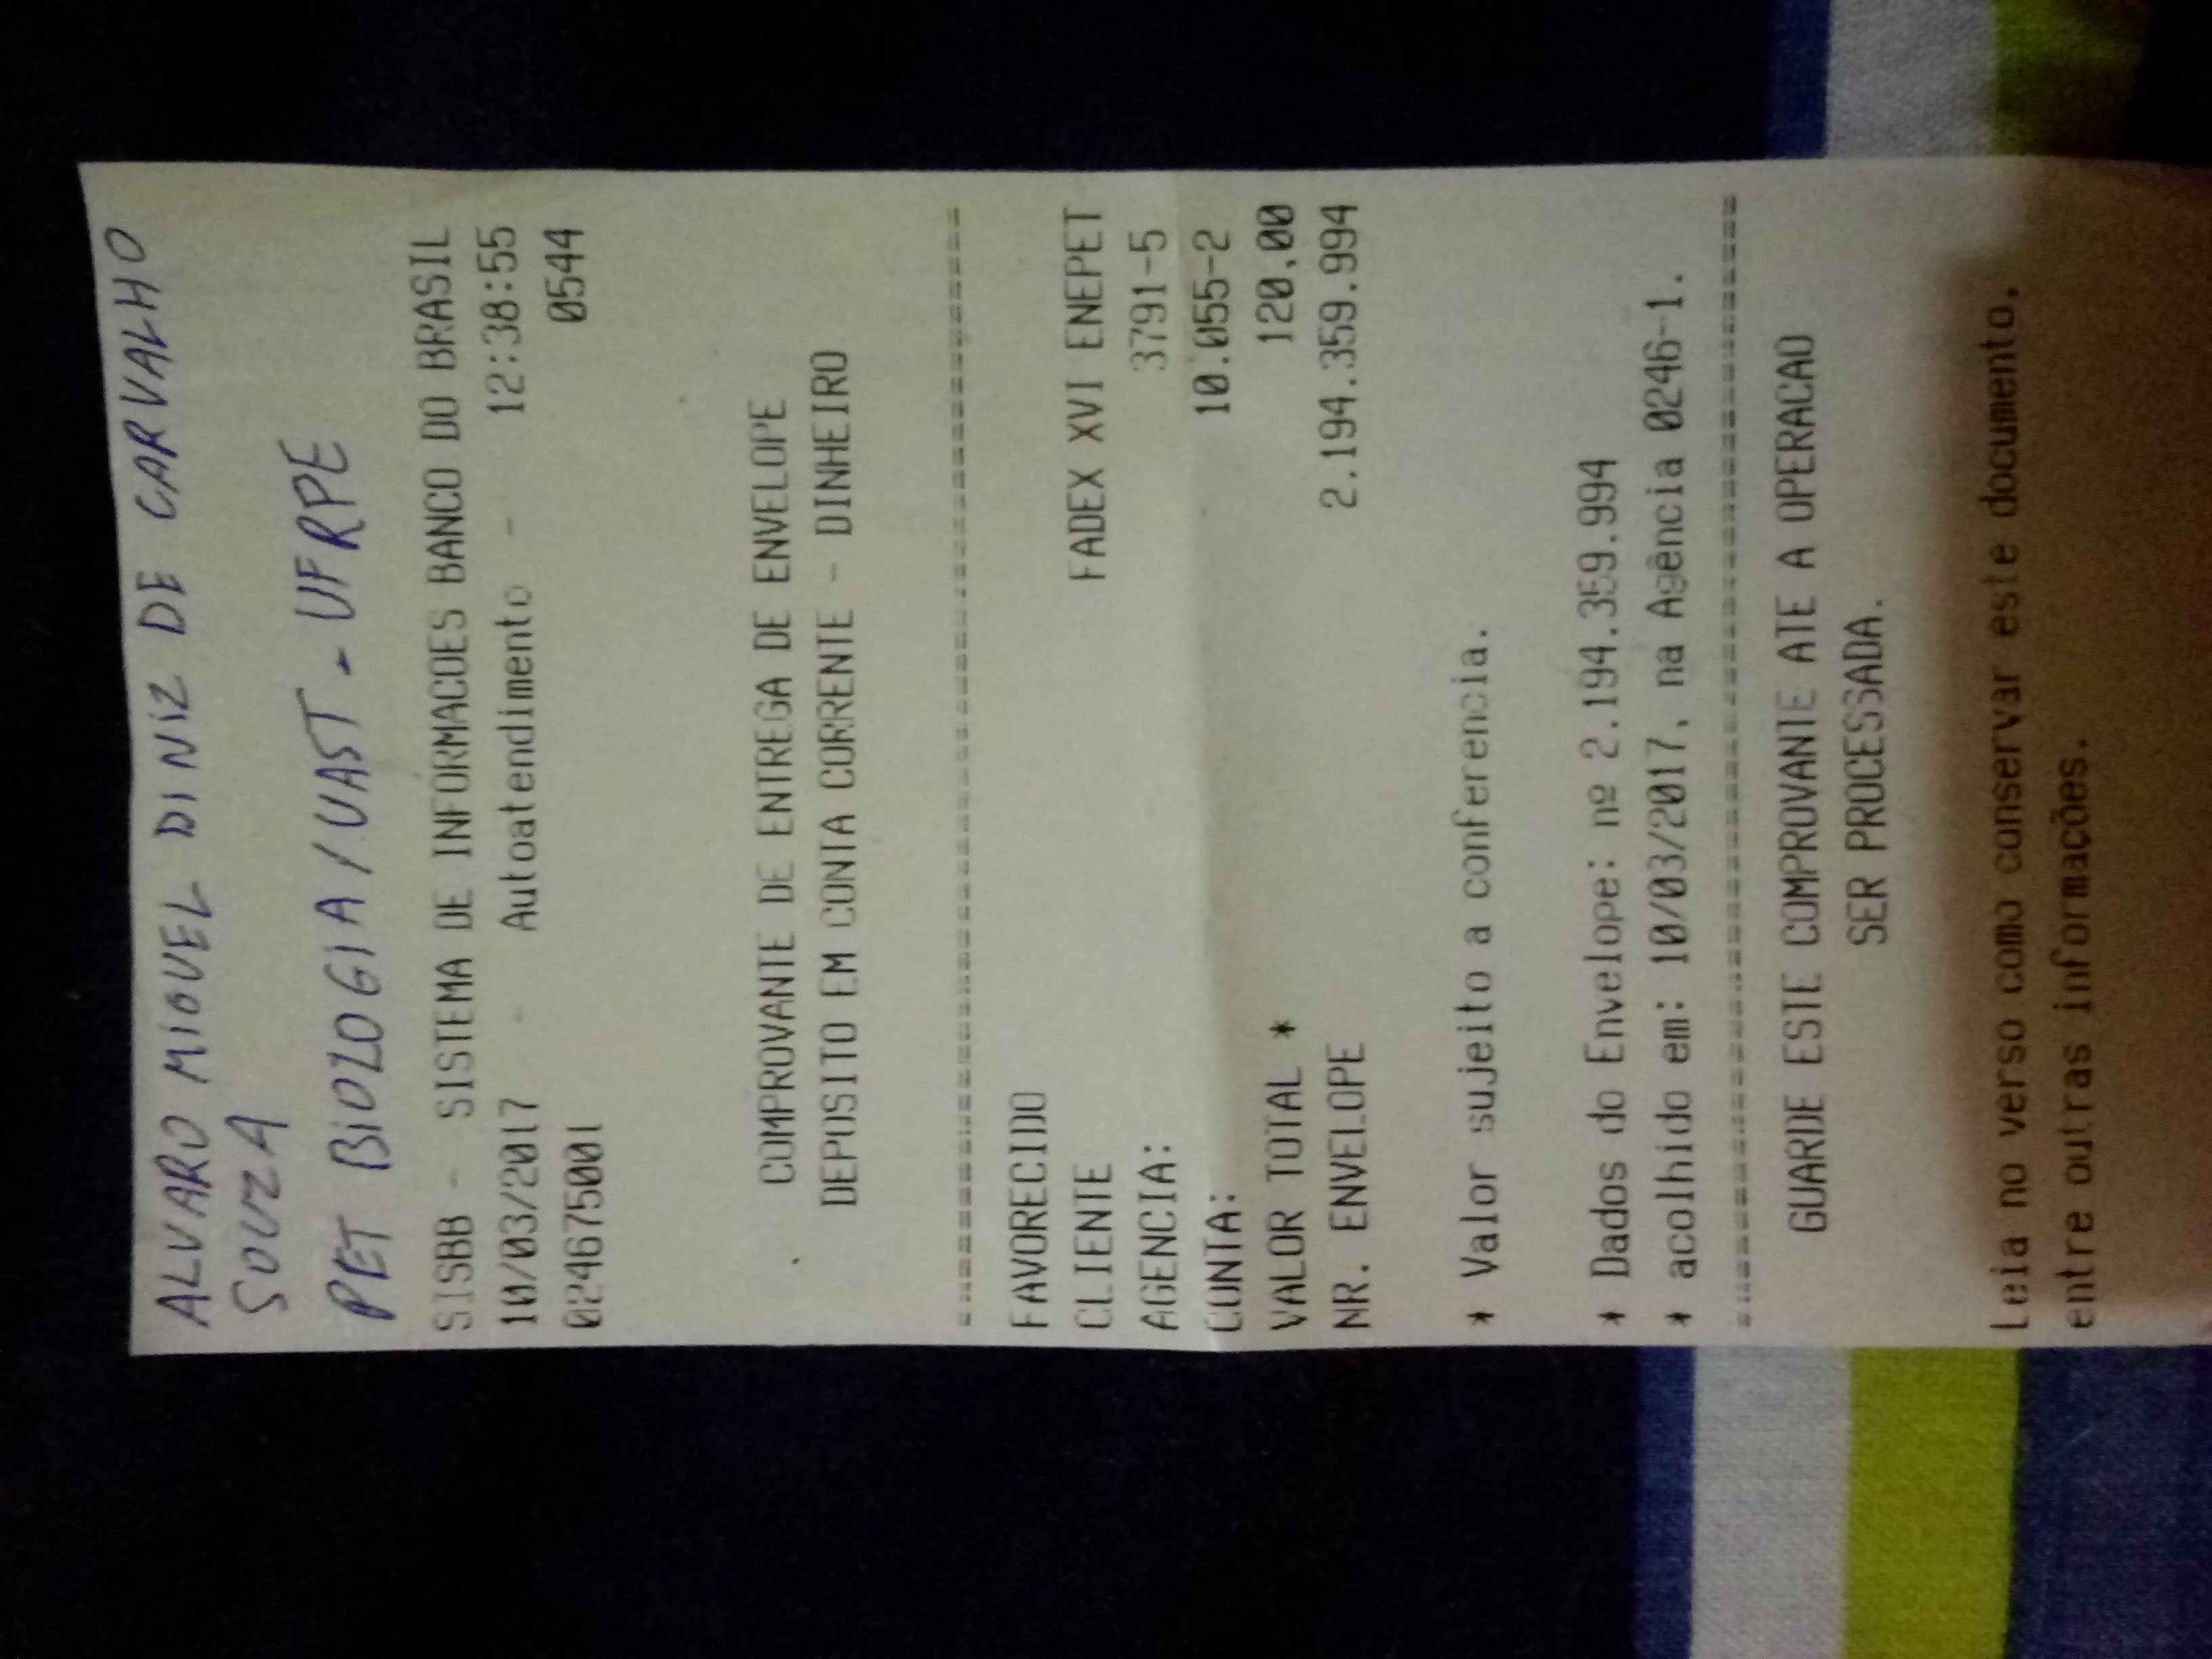 ALVARO MIGUEL DINIZ DE CARVALHO
SOUZA
PET BIOLOGIA/UAST - UFRPE
SISBB - SISTEMA DE INFORMACOES BANCO DO BRASIL
10/03/2017 - Autoatendimento - 12:38:55
024675001 0544
COMPROVANTE DE ENTREGA DE ENVELOPE
DEPOSITO EM CONTA CORRENTE - DINHEIRO
FAVORECIDO
CLIENTE FADEX XVI ENEPET
AGENCIA: 3791-5
CONTA: 10.055-2
VALOR TOTAL * 120,00
NR. ENVELOPE 2.194.359.994
* Valor sujeito a conferencia.
* Dados do Envelope: nº 2.194.359.994
* acolhido em: 10/03/2017, na Agência 0246-1.
GUARDE ESTE COMPROVANTE ATE A OPERACAO
SER PROCESSADA.
Leia no verso como conservar este documento,
entre outras informações.